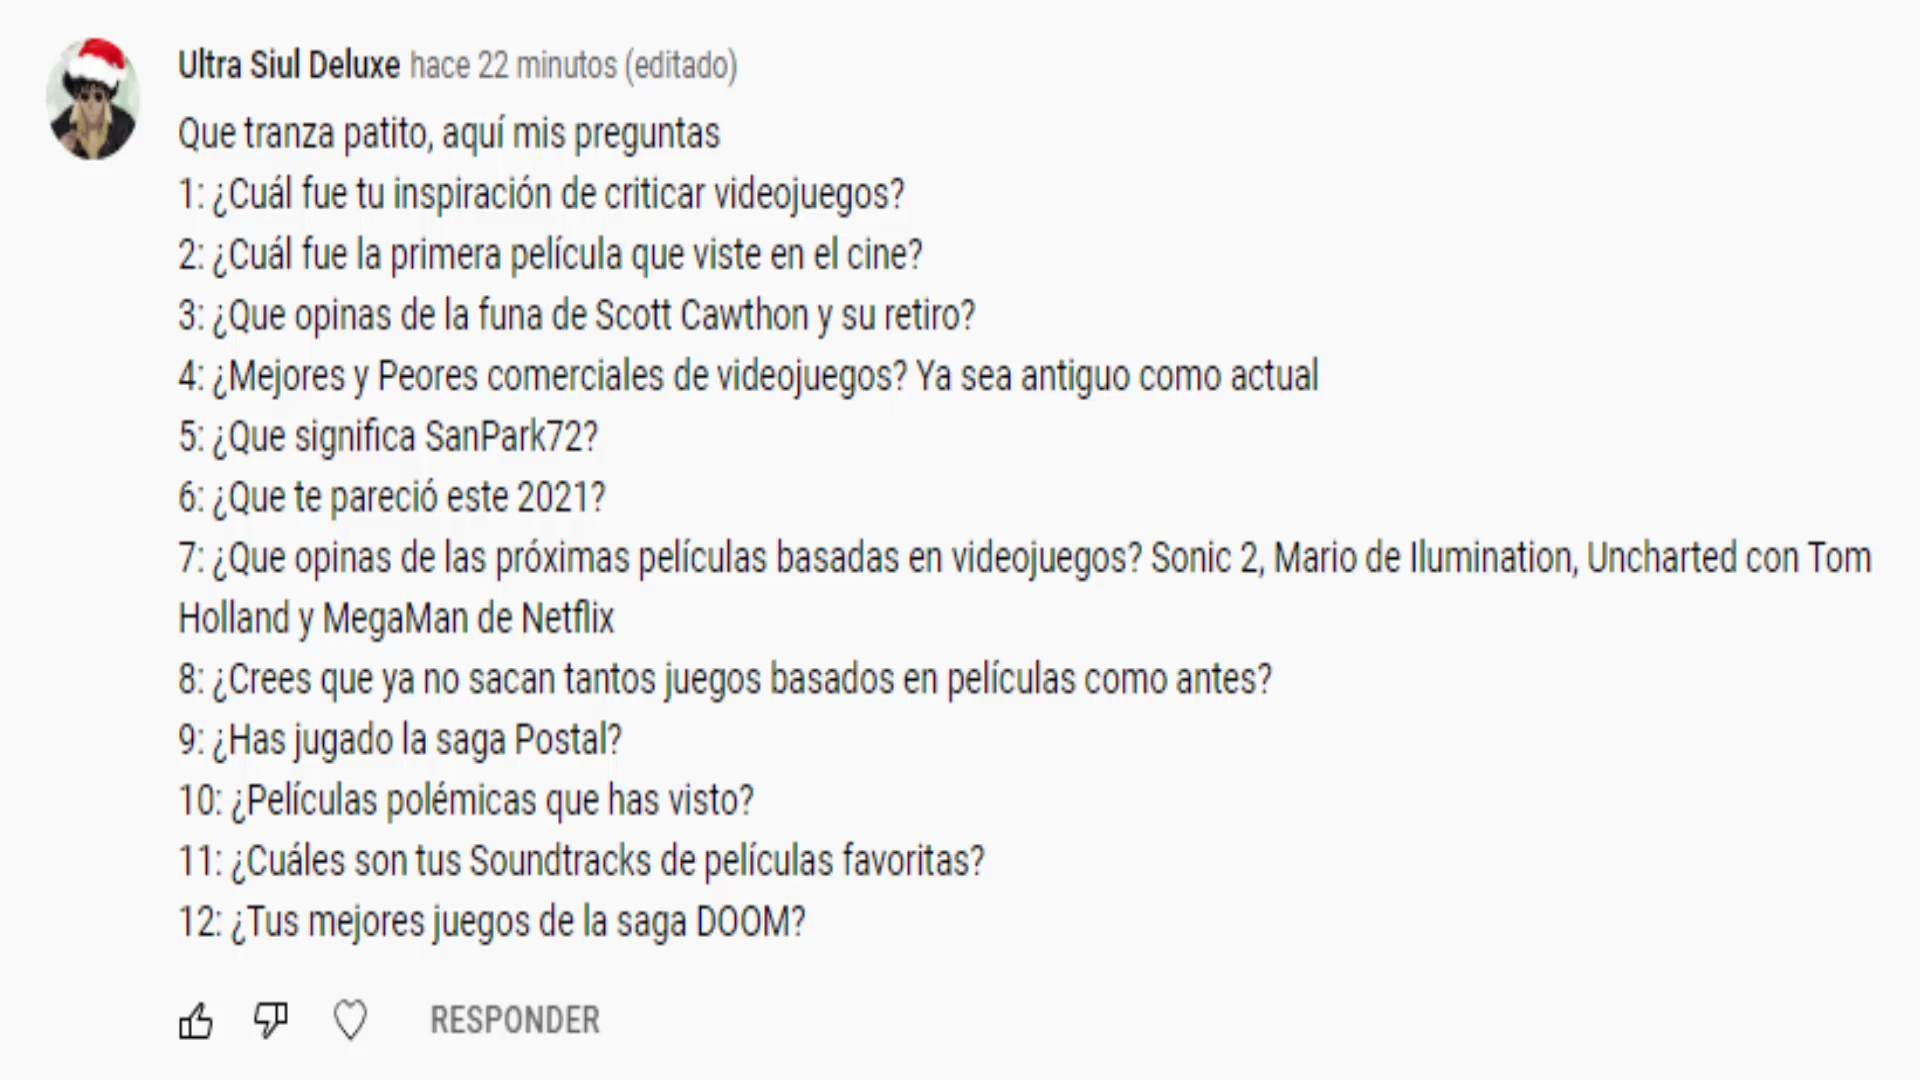 Ultra Siul Deluxe hace 22 minutos (editado)
Que tranza patito, aquí mis preguntas
1: ¿Cuál fue tu inspiración de criticar videojuegos?
2: ¿Cuál fue la primera película que viste en el cine?
3: ¿Que opinas de la funa de Scott Cawthon y su retiro?
4: ¿Mejores y Peores comerciales de videojuegos? Ya sea antiguo como actual
5: ¿Que significa SanPark72?
6: ¿Que te pareció este 2021?
7: ¿Que opinas de las próximas películas basadas en videojuegos? Sonic 2, Mario de Ilumination, Uncharted con Tom
Holland y MegaMan de Netflix
8: ¿Crees que ya no sacan tantos juegos basados en películas como antes?
9: ¿Has jugado la saga Postal?
10: ¿Películas polémicas que has visto?
11: ¿Cuáles son tus Soundtracks de películas favoritas?
12: ¿Tus mejores juegos de la saga DOOM?
RESPONDER